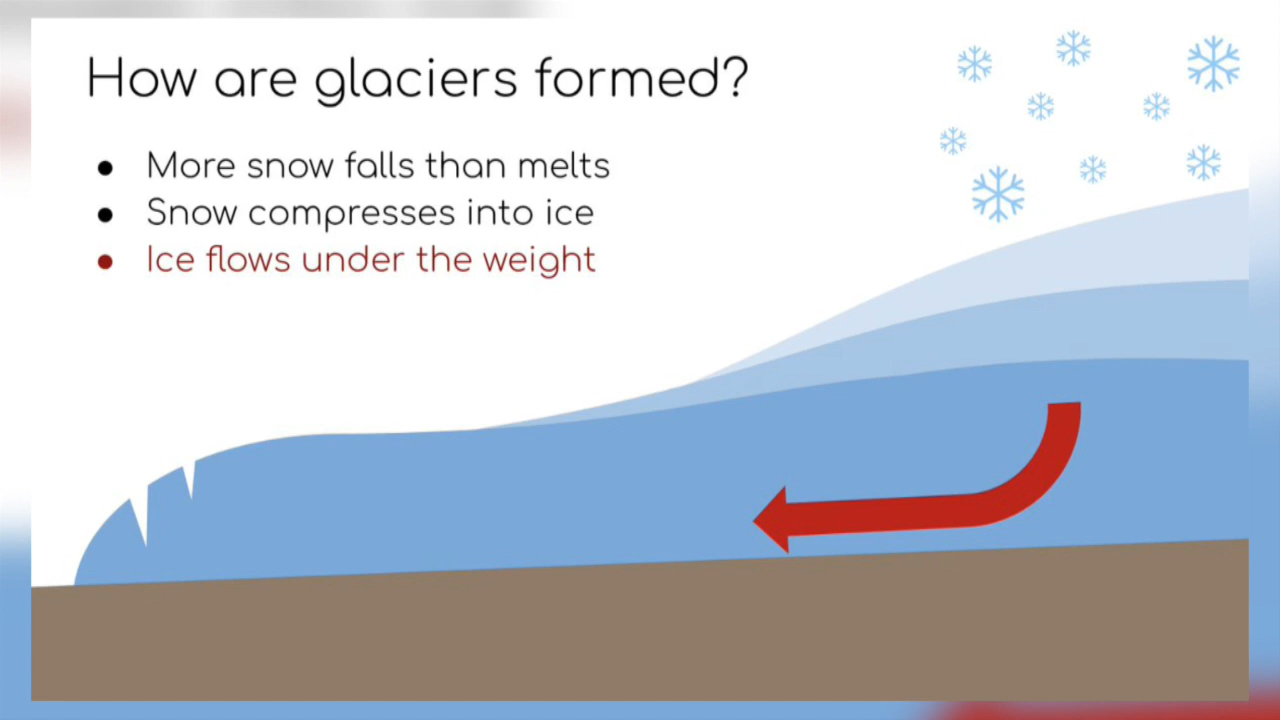 How are glaciers formed?
● More snow falls than melts
● Snow compresses into ice
● Ice flows under the weight